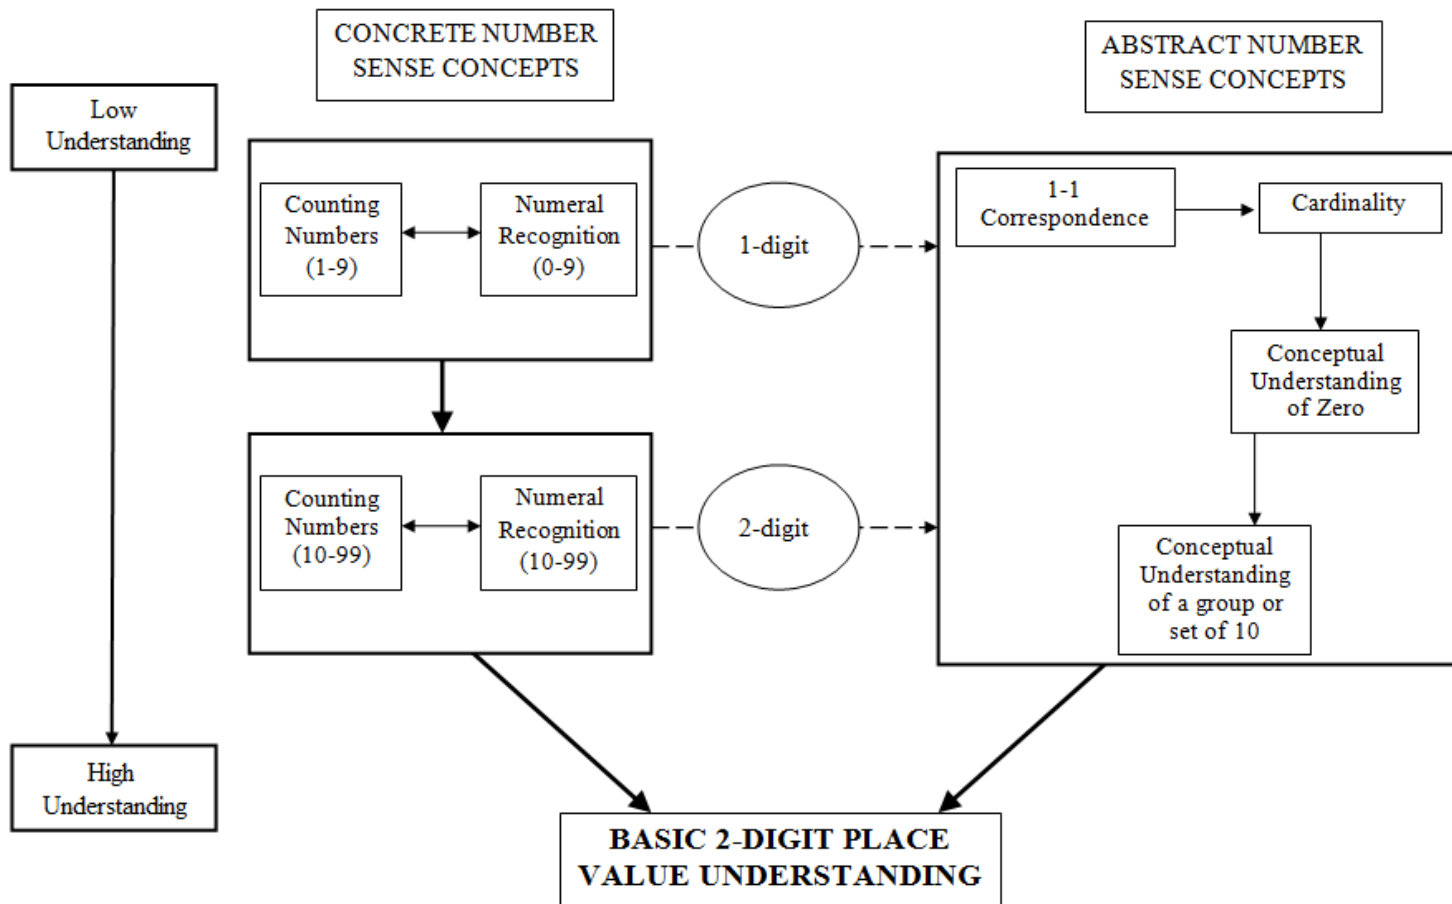 CONCRETE NUMBER
SENSE CONCEPTS
ABSTRACT NUMBER
SENSE CONCEPTS
Low
Understanding
Counting
Numbers
(1-9)
Numeral
Recognition
(0-9)
1-digit
1-1
Correspondence
Cardinality
Conceptual
Understanding
of Zero
Counting
Numbers
(10-99)
Numeral
Recognition
(10-99)
2-digit
Conceptual
Understanding
of a group or
set of 10
High
Understanding
BASIC 2-DIGIT PLACE
VALUE UNDERSTANDING